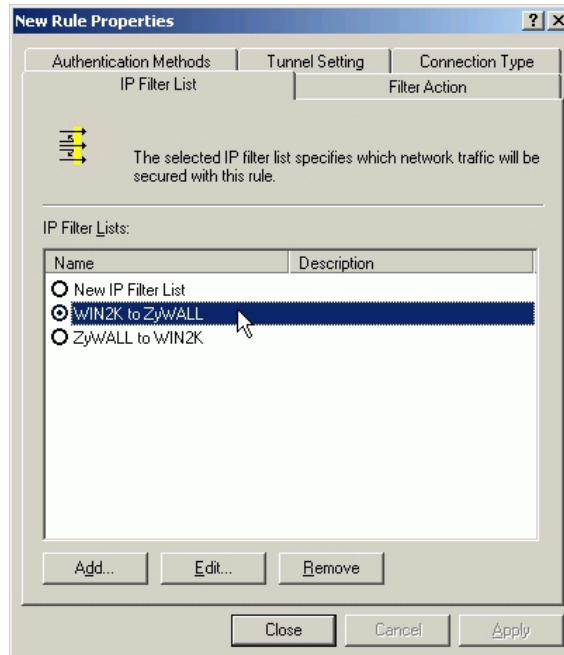 New Rule Properties
Authentication Methods
Tunnel Setting
Connection Type
IP Filter List
Filter Action
The selected IP filter list specifies which network traffic will be
secured with this rule.
IP Filter Lists:
Name
Description
New IP Filter List
WIN2K to ZyWALL
ZyWALL to WIN2K
Add...
Edit...
Remove
Close
Cancel
Apply